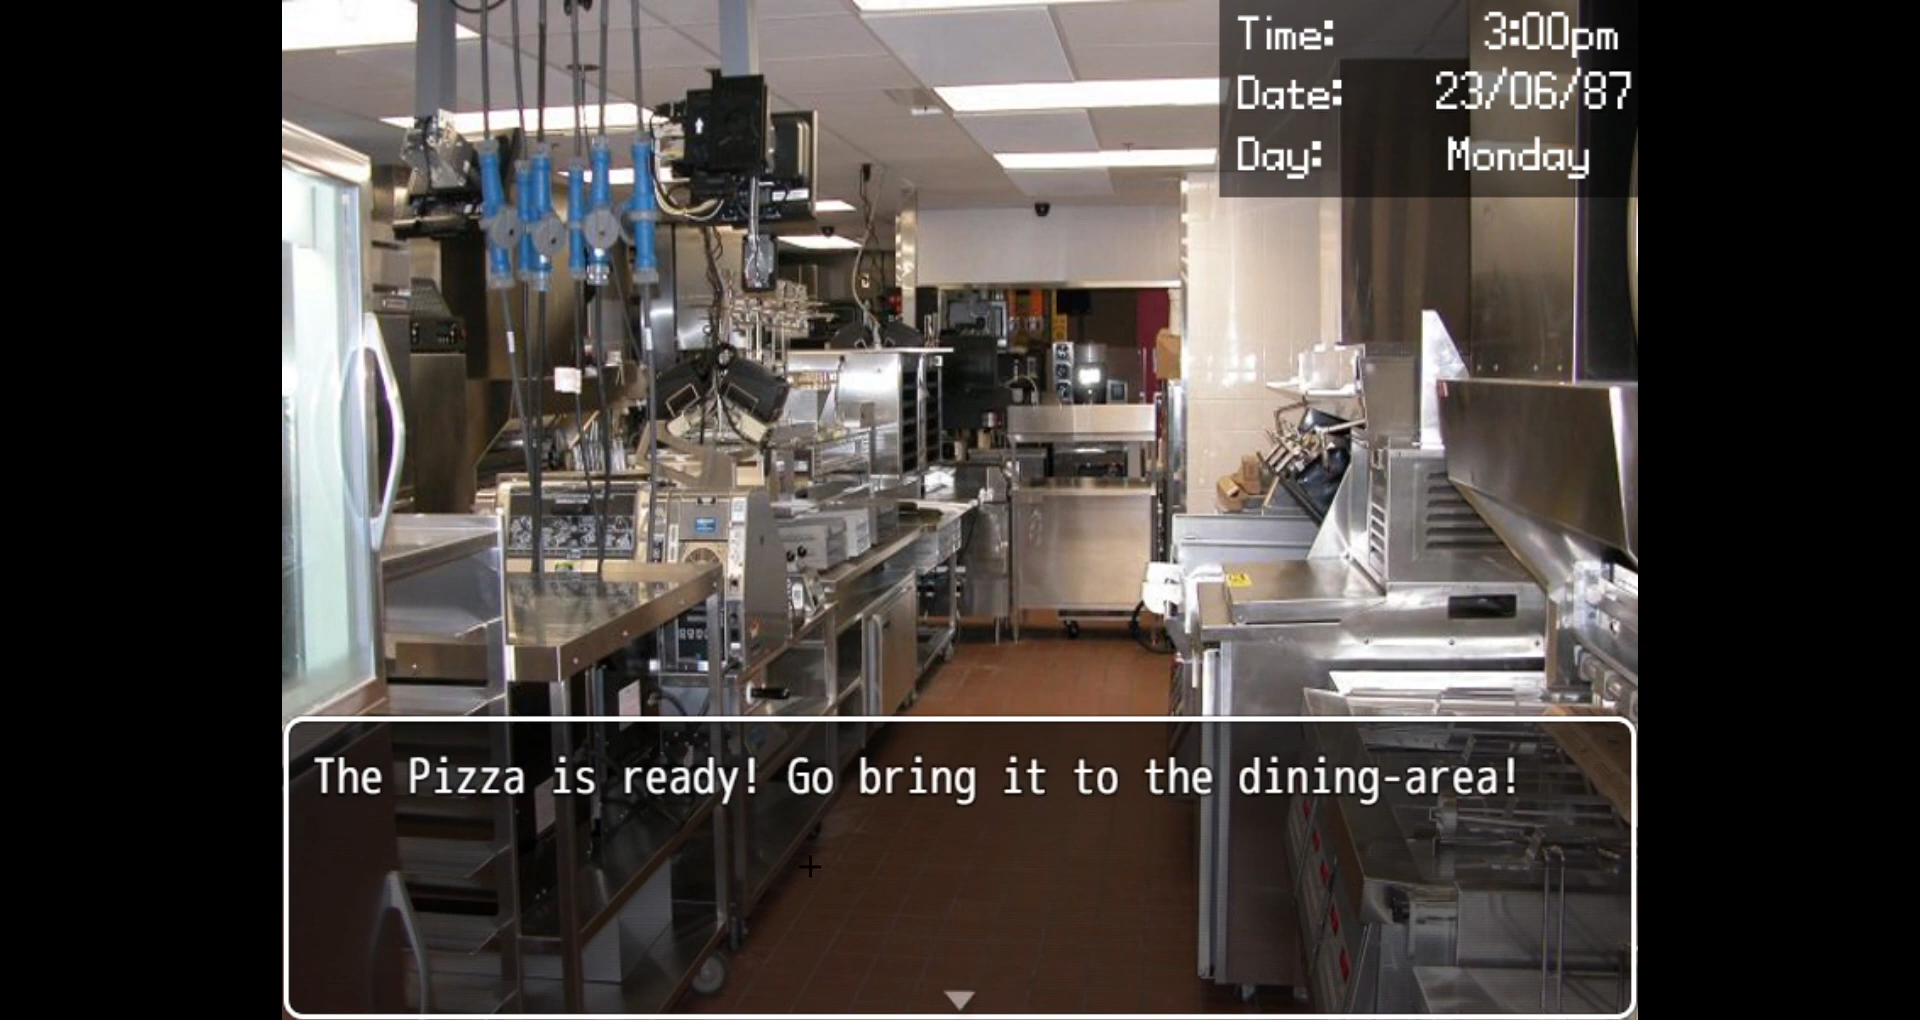 Time: 3:00pm
Date: 23/06/87
Day: Monday
The Pizza is ready! Go bring it to the dining-area!